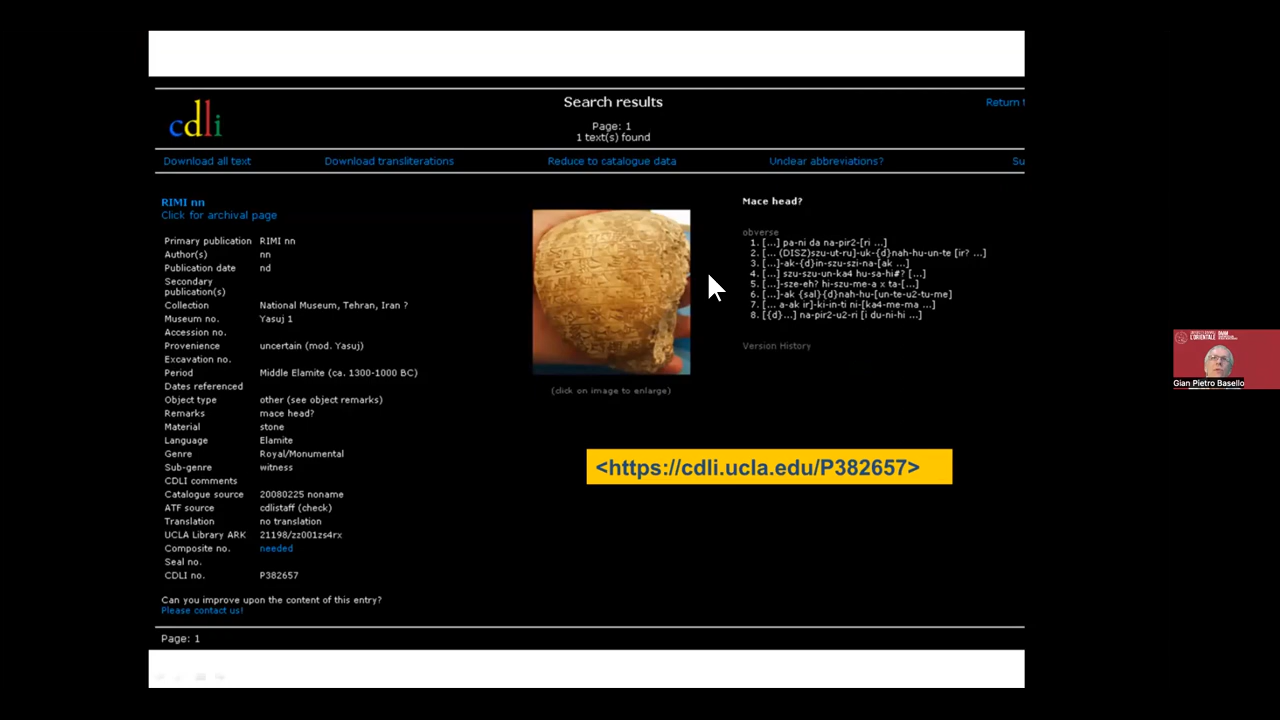 cdli
Search results
Page: 1
1 text(s) found
Return t
Download all text
Download transliterations
Reduce to catalogue data
Unclear abbreviations?
Su
RIMI nn
Click for archival page
Primary publication RIMI nn
Author(s) nn
Publication date nd
Secondary
publication(s)
Collection National Museum, Tehran, Iran ?
Museum no. Yasuj 1
Accession no.
Provenience uncertain (mod. Yasuj)
Excavation no.
Period Middle Elamite (ca. 1300-1000 BC)
Dates referenced
Object type other (see object remarks)
Remarks mace head?
Material stone
Language Elamite
Genre Royal/Monumental
Sub-genre witness
CDLI comments
Catalogue source 20080225 noname
ATF source cdlistaff (check)
Translation no translation
UCLA Library ARK 21198/zz001zs4rx
Composite no. needed
Seal no.
CDLI no. P382657
Can you improve upon the content of this entry?
Please contact us!
Page: 1
(click on image to enlarge)
Mace head?
obverse
1. [...] pa-ni da na-pir2-[ri ...]
2. [... (DISZ)szu-ut-ru]-uk-{d}nah-hu-un-te [ir? ...]
3. [...]-ak-{d}in-szu-szi-na-[ak ...]
4. [...] szu-szu-un-ka4 hu-sa-hi#? [...]
5. [...]-sze-eh? hi-szu-me-a x ta-[...]
6. [...]-ak {sal}{d}nah-hu-[un-te-u2-tu-me]
7. [... a-ak ir]-ki-in-ti ni-[ka4-me-ma ...]
8. [{d}...] na-pir2-u2-ri [i du-ni-hi ...]
Version History
<https://cdli.ucla.edu/P382657>
L'ORIENTALE
Gian Pietro Basello